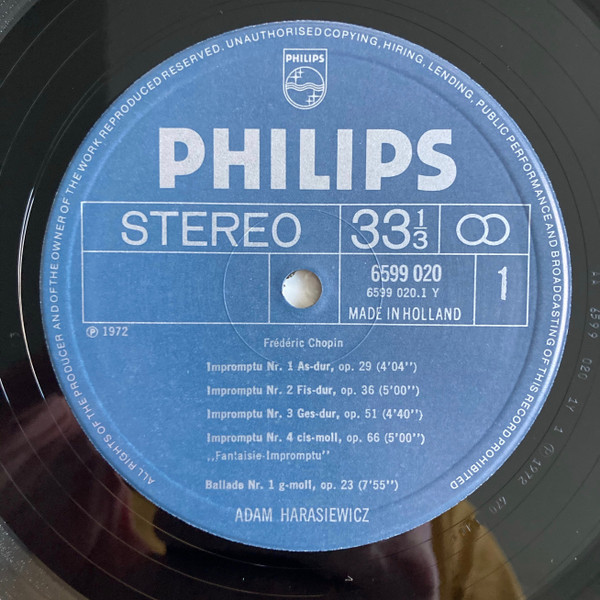 ALL RIGHTS OF THE PRODUCER AND OF THE OWNER OF THE WORK REPRODUCED RESERVED. UNAUTHORISED COPYING, HIRING, LENDING, PUBLIC PERFORMANCE AND BROADCASTING OF THIS RECORD PROHIBITED
PHILIPS
PHILIPS
STEREO
33 1/3
6599 020
6599 020.1 Y
1
MADE IN HOLLAND
Ⓟ 1972
Frédéric Chopin
Impromptu Nr. 1 As-dur, op. 29 (4'04")
Impromptu Nr. 2 Fis-dur, op. 36 (5'00")
Impromptu Nr. 3 Ges-dur, op. 51 (4'40")
Impromptu Nr. 4 cis-moll, op. 66 (5'00")
„Fantaisie-Impromptu"
Ballade Nr. 1 g-moll, op. 23 (7'55")
ADAM HARASIEWICZ